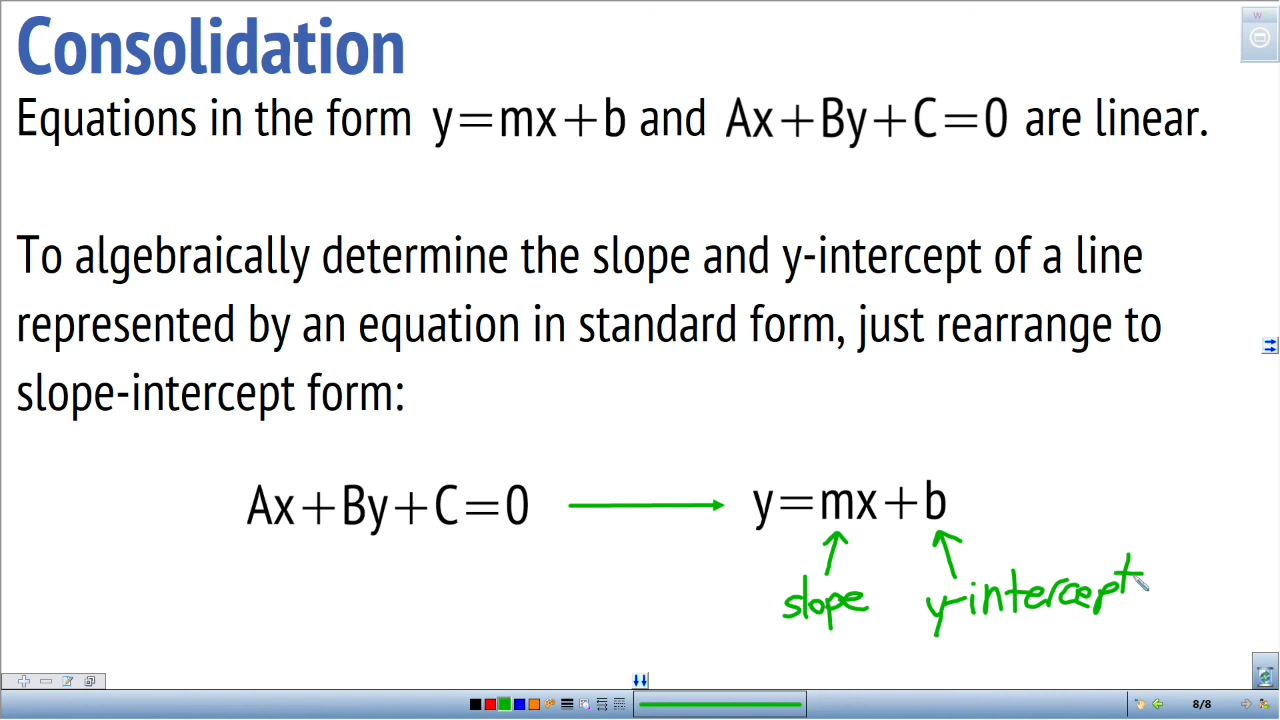 Consolidation
Equations in the form y=mx+b and Ax+By+C=0 are linear.
To algebraically determine the slope and y-intercept of a line
represented by an equation in standard form, just rearrange to
slope-intercept form:
Ax+By+C=0 y=mx+b
slope y-intercept
8/8